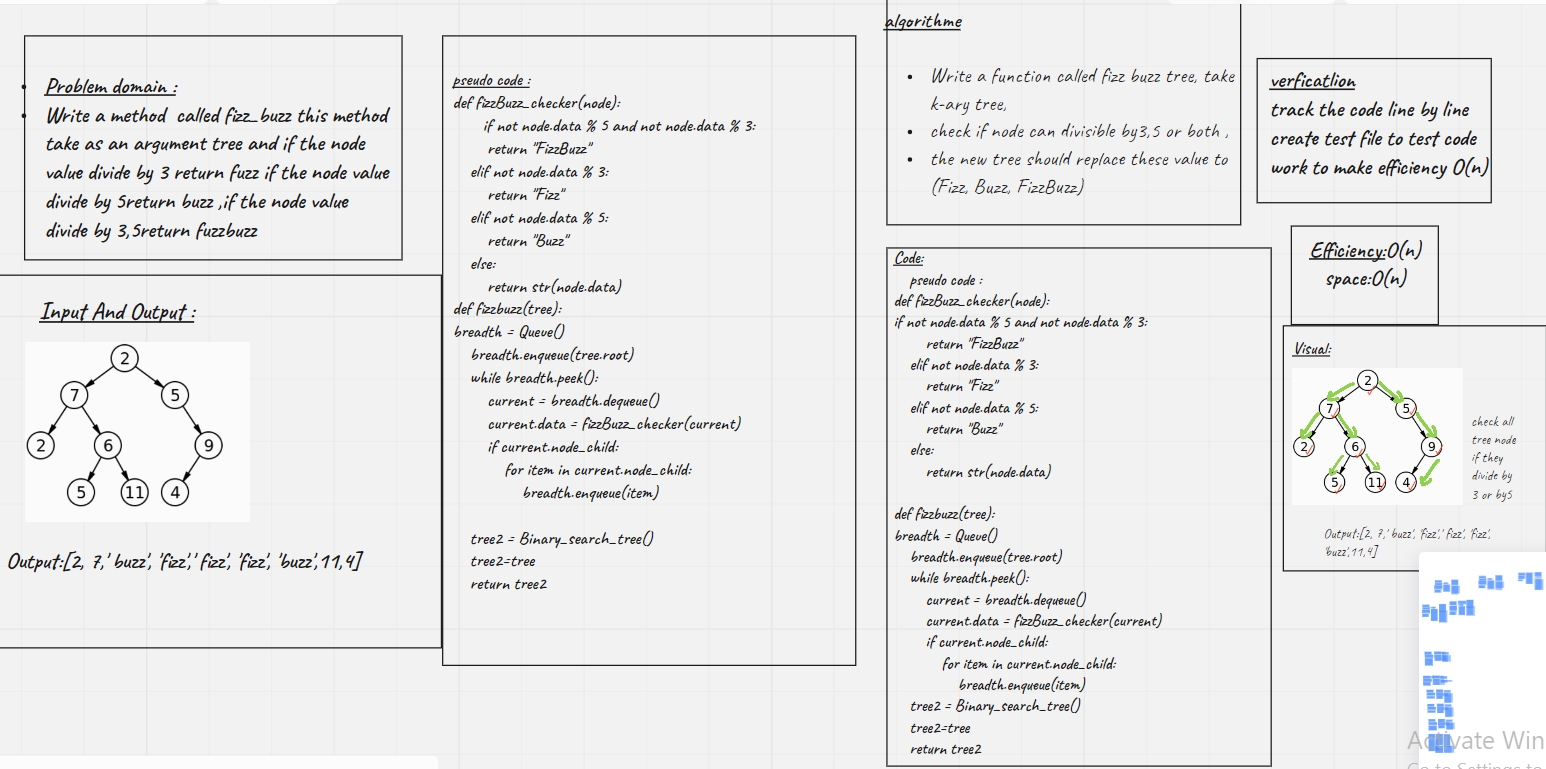 Problem domain :
Write a method called fizz_buzz this method
take as an argument tree and if the node
value divide by 3 return fuzz if the node value
divide by 5return buzz ,if the node value
divide by 3,5return fuzzbuzz
Input And Output :
2
7
5
2
6
9
5
11
4
Output:[2, 7,' buzz', 'fizz',' fizz', 'fizz', 'buzz',11,4]
pseudo code :
def fizzBuzz_checker(node):
if not node.data % 5 and not node.data % 3:
return "FizzBuzz"
elif not node.data % 3:
return "Fizz"
elif not node.data % 5:
return "Buzz"
else:
return str(node.data)
def fizzbuzz(tree):
breadth = Queue()
breadth.enqueue(tree.root)
while breadth.peek():
current = breadth.dequeue()
current.data = fizzBuzz_checker(current)
if current.node_child:
for item in current.node_child:
breadth.enqueue(item)
tree2 = Binary_search_tree()
tree2=tree
return tree2
algorithme
Write a function called fizz buzz tree, take
k-ary tree,
check if node can divisible by3,5 or both ,
the new tree should replace these value to
(Fizz, Buzz, FizzBuzz)
Code:
pseudo code :
def fizzBuzz_checker(node):
if not node.data % 5 and not node.data % 3:
return "FizzBuzz"
elif not node.data % 3:
return "Fizz"
elif not node.data % 5:
return "Buzz"
else:
return str(node.data)
def fizzbuzz(tree):
breadth = Queue()
breadth.enqueue(tree.root)
while breadth.peek():
current = breadth.dequeue()
current.data = fizzBuzz_checker(current)
if current.node_child:
for item in current.node_child:
breadth.enqueue(item)
tree2 = Binary_search_tree()
tree2=tree
return tree2
verficatlion
track the code line by line
create test file to test code
work to make efficiency O(n)
Efficiency:O(n)
space:O(n)
Visual:
2
7
5
2
6
9
5
11
4
check all
tree node
if they
divide by
3 or by5
Output:[2, 7,' buzz', 'fizz',' fizz', 'fizz',
'buzz',11,4]
Activate Win
Go to Settings to